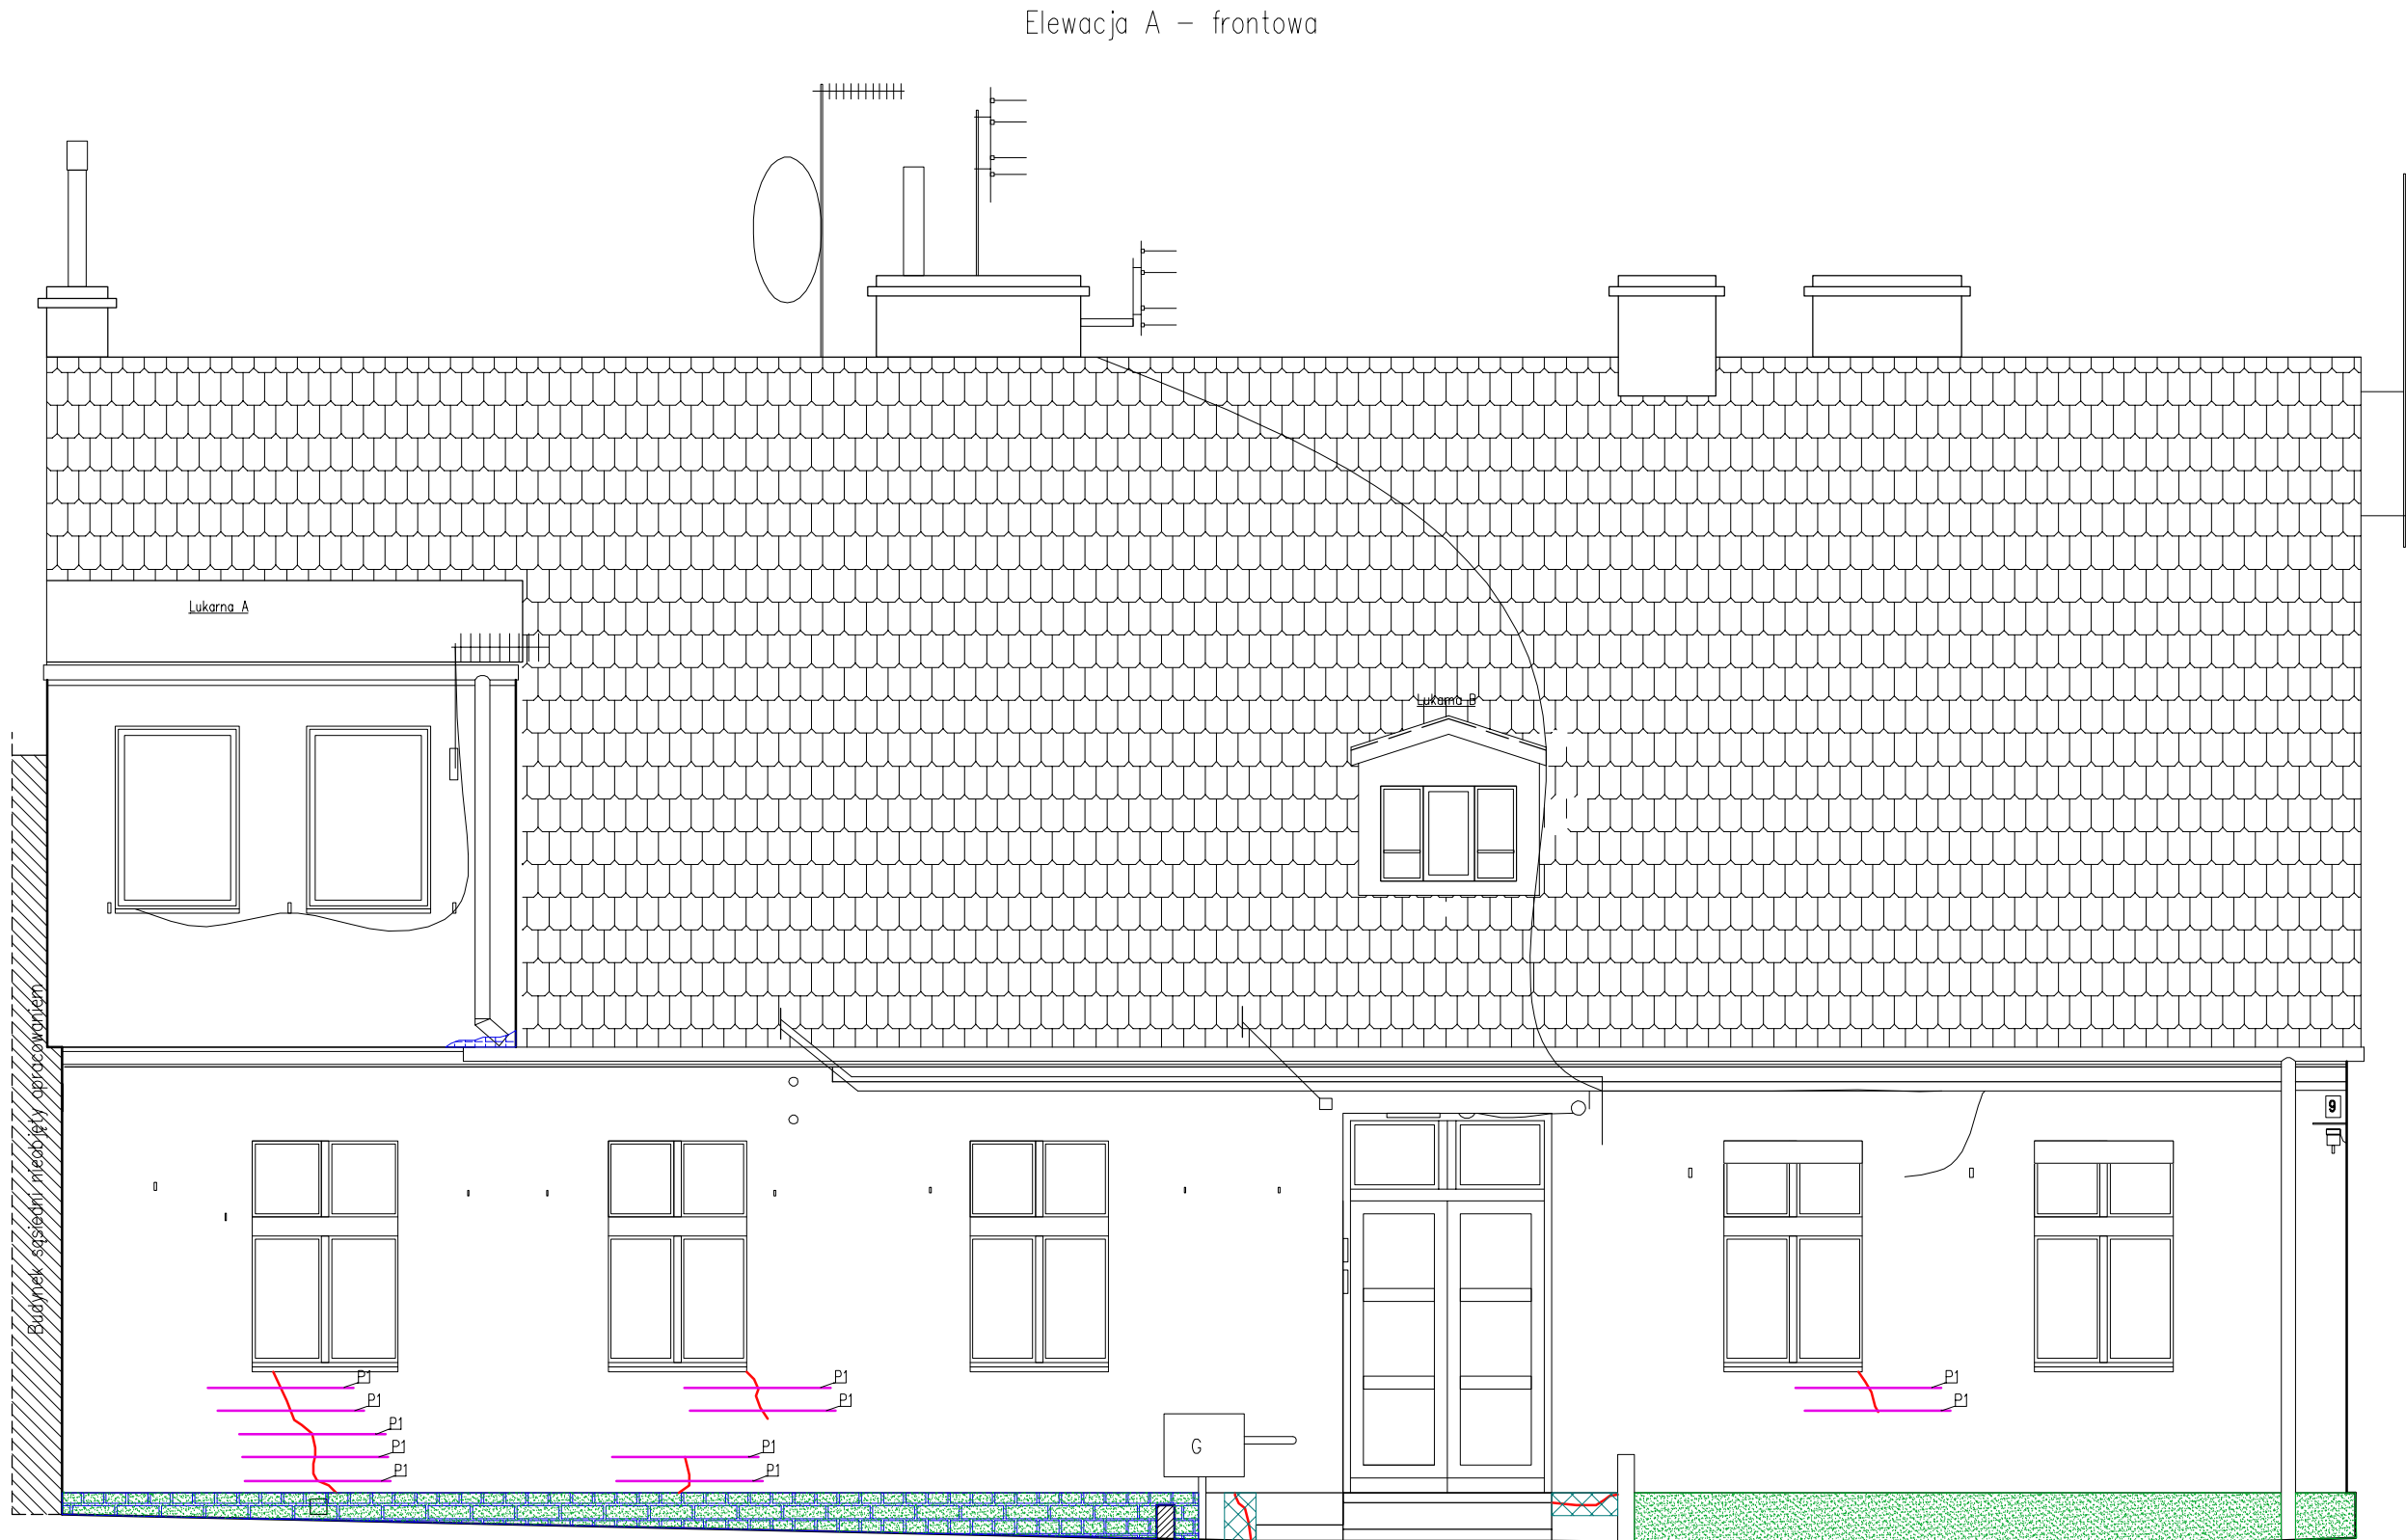 Elewacja A – frontowa
Lukarna A
Lukarna B
Budynek sąsiedni nieobjęty opracowaniem
9
P1
P1
P1
P1
P1
P1
P1
P1
P1
P1
P1
G